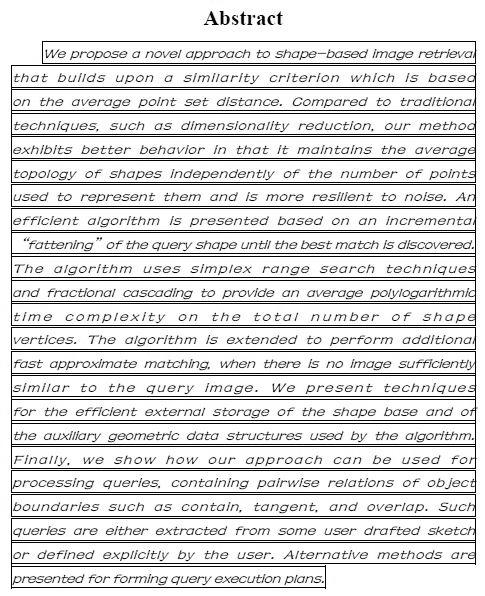 Abstract
We propose a novel approach to shape-based image retrieval
that builds upon a similarity criterion which is based
on the average point set distance. Compared to traditional
techniques, such as dimensionality reduction, our method
exhibits better behavior in that it maintains the average
topology of shapes independently of the number of points
used to represent them and is more resilient to noise. An
efficient algorithm is presented based on an incremental
“fattening” of the query shape until the best match is discovered.
The algorithm uses simplex range search techniques
and fractional cascading to provide an average polylogarithmic
time complexity on the total number of shape
vertices. The algorithm is extended to perform additional
fast approximate matching, when there is no image sufficiently
similar to the query image. We present techniques
for the efficient external storage of the shape base and of
the auxiliary geometric data structures used by the algorithm.
Finally, we show how our approach can be used for
processing queries, containing pairwise relations of object
boundaries such as contain, tangent, and overlap. Such
queries are either extracted from some user drafted sketch
or defined explicitly by the user. Alternative methods are
presented for forming query execution plans.